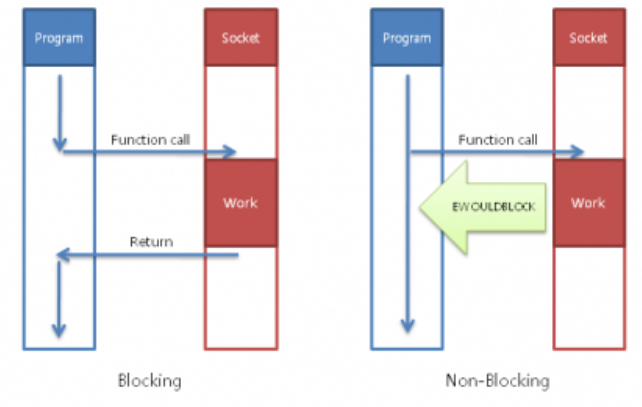 Program
Socket
Function call
Work
Return
Blocking
Program
Socket
Function call
EWOULDBLOCK
Work
Non-Blocking